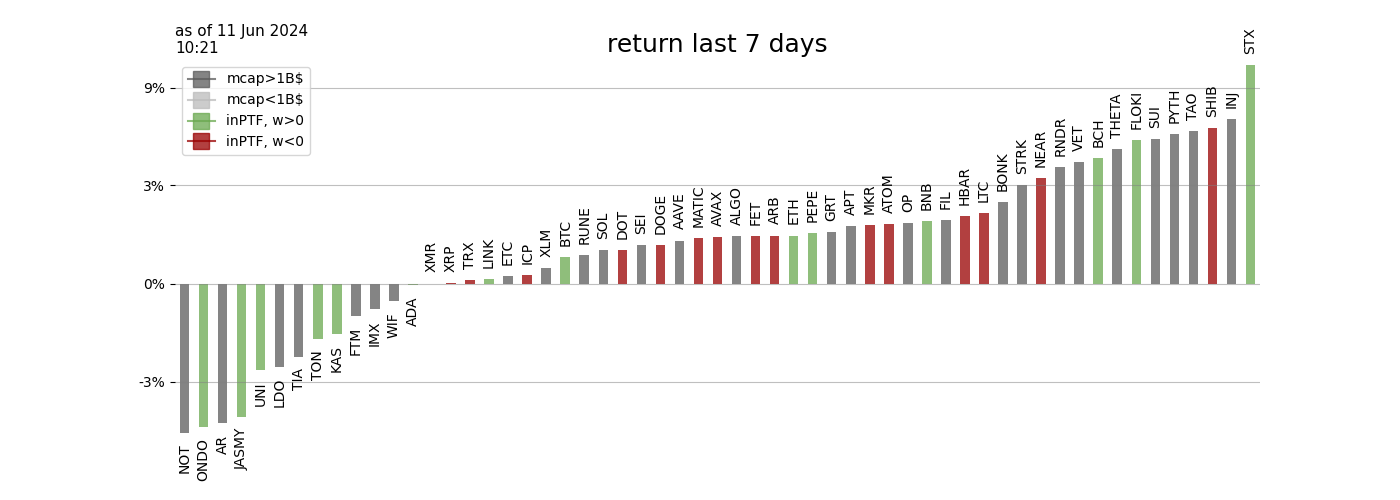 as of 11 Jun 2024
10:21
return last 7 days
mcap>1B$
mcap<1B$
inPTF, w>0
inPTF, w<0
9%
3%
0%
-3%
NOT
ONDO
AR
JASMY
UNI
LDO
TIA
TON
KAS
FTM
IMX
WIF
ADA
XMR
XRP
TRX
LINK
ETC
ICP
XLM
BTC
RUNE
SOL
DOT
SEI
DOGE
AAVE
MATIC
AVAX
ALGO
FET
ARB
ETH
PEPE
GRT
APT
MKR
ATOM
OP
BNB
FIL
HBAR
LTC
BONK
STRK
NEAR
RNDR
VET
BCH
THETA
FLOKI
SUI
PYTH
TAO
SHIB
INJ
STX